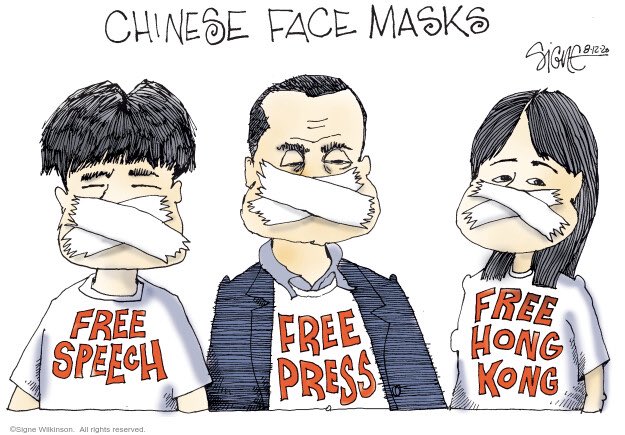 CHINESE FACE MASKS
Signe 8-12-20
FREE
SPEECH
FREE
PRESS
FREE
HONG
KONG
©Signe Wilkinson. All rights reserved.